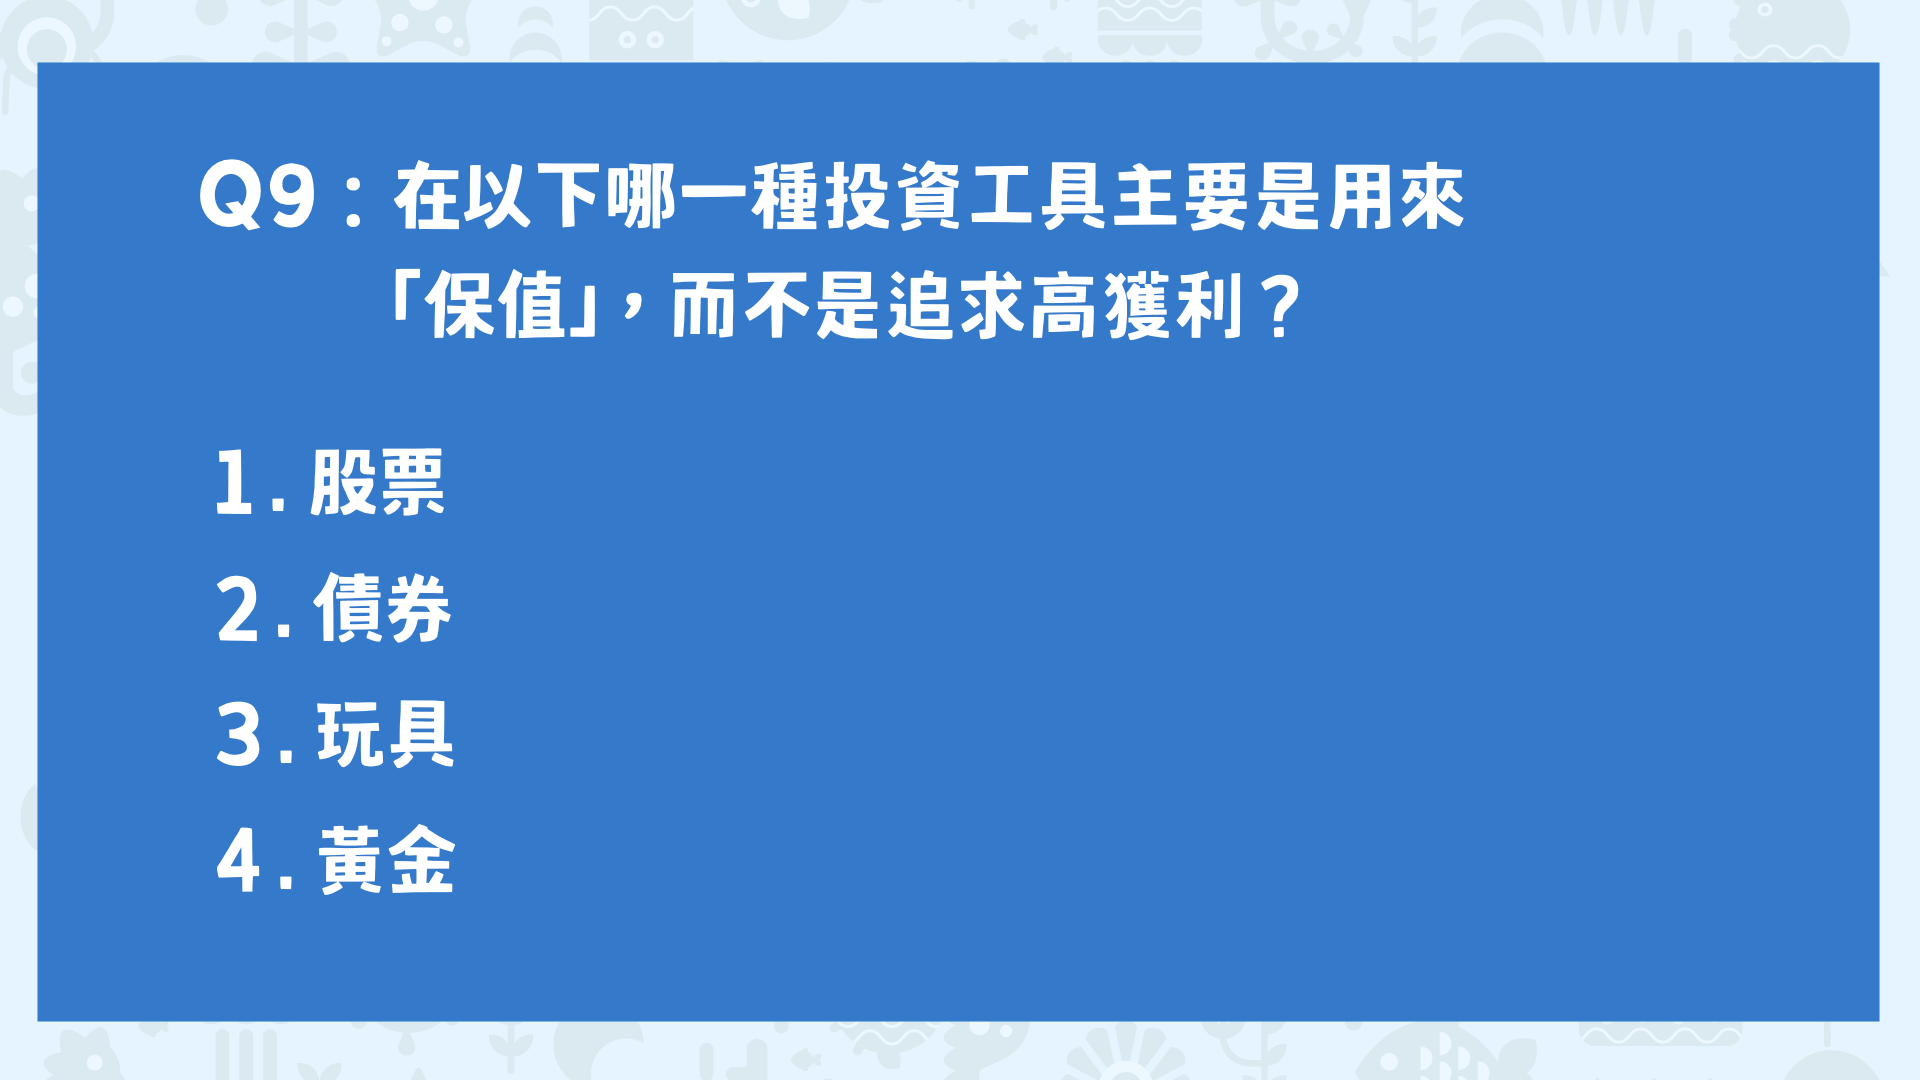 Q9：在以下哪一種投資工具主要是用來
「保值」，而不是追求高獲利？
1.股票
2.債券
3.玩具
4.黃金